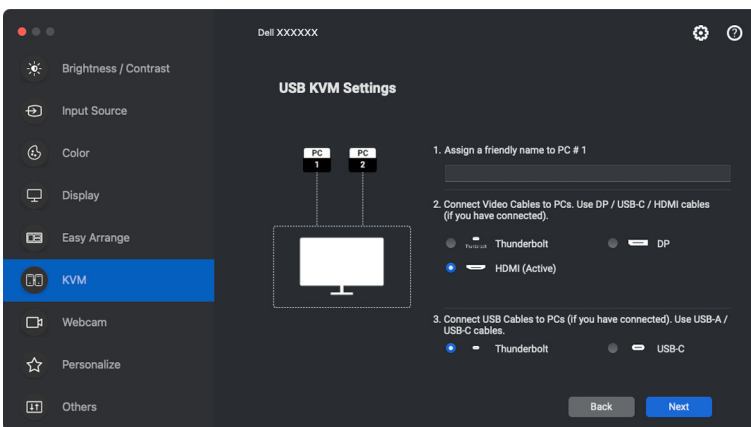 Dell XXXXXX
Brightness / Contrast
Input Source
Color
Display
Easy Arrange
KVM
Webcam
Personalize
Others
USB KVM Settings
PC
1
PC
2
1. Assign a friendly name to PC # 1
2. Connect Video Cables to PCs. Use DP / USB-C / HDMI cables
(if you have connected).
Thunderbolt
DP
HDMI (Active)
3. Connect USB Cables to PCs (if you have connected). Use USB-A /
USB-C cables.
Thunderbolt
USB-C
Back
Next